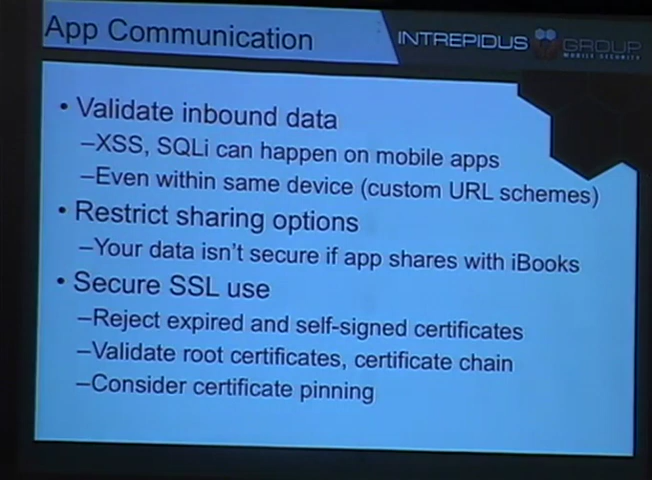 App Communication
INTREPIDUS GROUP
MOBILE SECURITY
• Validate inbound data
–XSS, SQLi can happen on mobile apps
–Even within same device (custom URL schemes)
• Restrict sharing options
–Your data isn't secure if app shares with iBooks
• Secure SSL use
–Reject expired and self-signed certificates
–Validate root certificates, certificate chain
–Consider certificate pinning